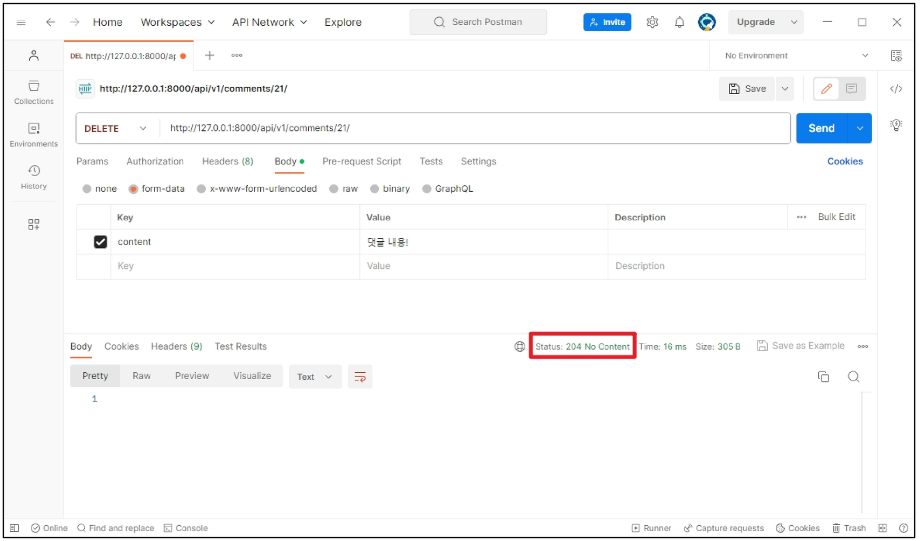 Home Workspaces API Network Explore Search Postman Invite Upgrade
DEL http://127.0.0.1:8000/ap No Environment
http://127.0.0.1:8000/api/v1/comments/21/ Save
Collections
DELETE http://127.0.0.1:8000/api/v1/comments/21/ Send
Environments
Params Authorization Headers (8) Body Pre-request Script Tests Settings Cookies
History
none form-data x-www-form-urlencoded raw binary GraphQL
Key Value Description Bulk Edit
content 댓글 내용!
Key Value Description
Body Cookies Headers (9) Test Results Status: 204 No Content Time: 16 ms Size: 305 B Save as Example
Pretty Raw Preview Visualize Text
1
Online Find and replace Console Runner Capture requests Cookies Trash